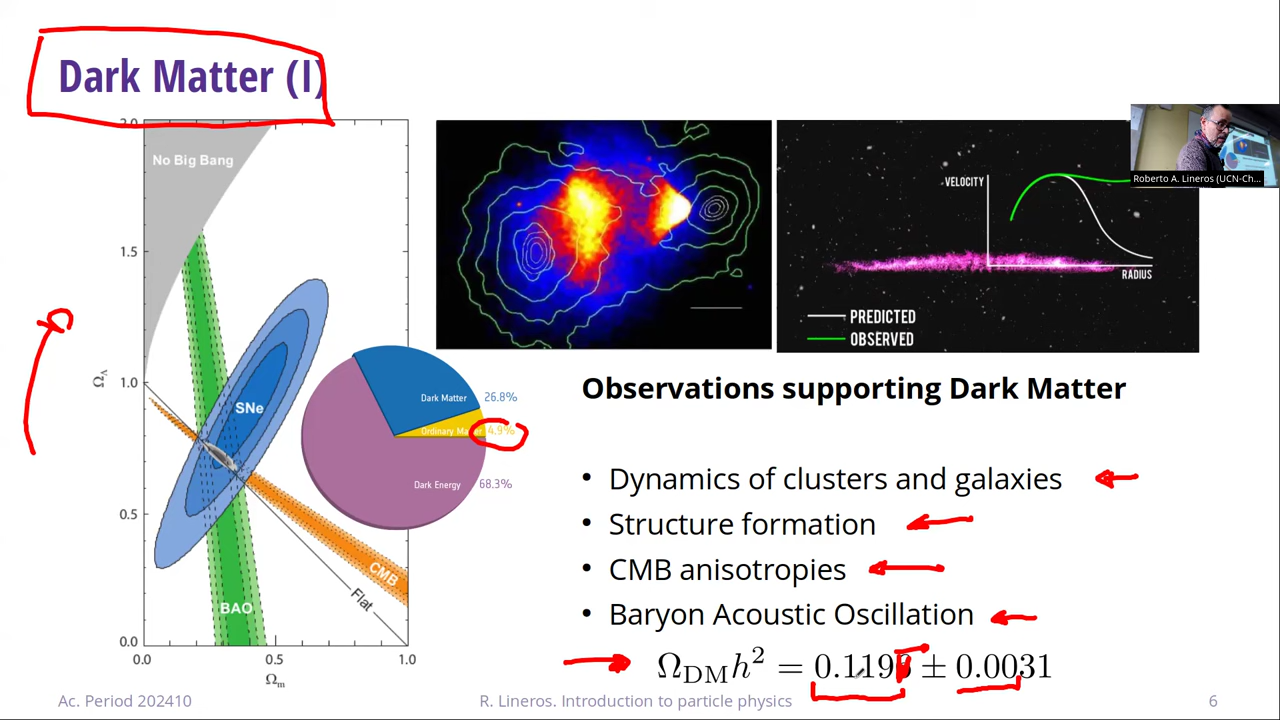 Dark Matter (I)
2.0
No Big Bang
1.5
1.0
0.5
0.0
Ω_Λ
SNe
BAO
CMB
Flat
0.0
0.5
1.0
Ω_m
Dark Matter 26.8%
Ordinary Matter 4.9%
Dark Energy 68.3%
VELOCITY
RADIUS
PREDICTED
OBSERVED
Roberto A. Lineros (UCN-Ch...
Observations supporting Dark Matter
• Dynamics of clusters and galaxies
• Structure formation
• CMB anisotropies
• Baryon Acoustic Oscillation
Ω_DM h² = 0.1198 ± 0.0031
Ac. Period 202410
R. Lineros. Introduction to particle physics
6